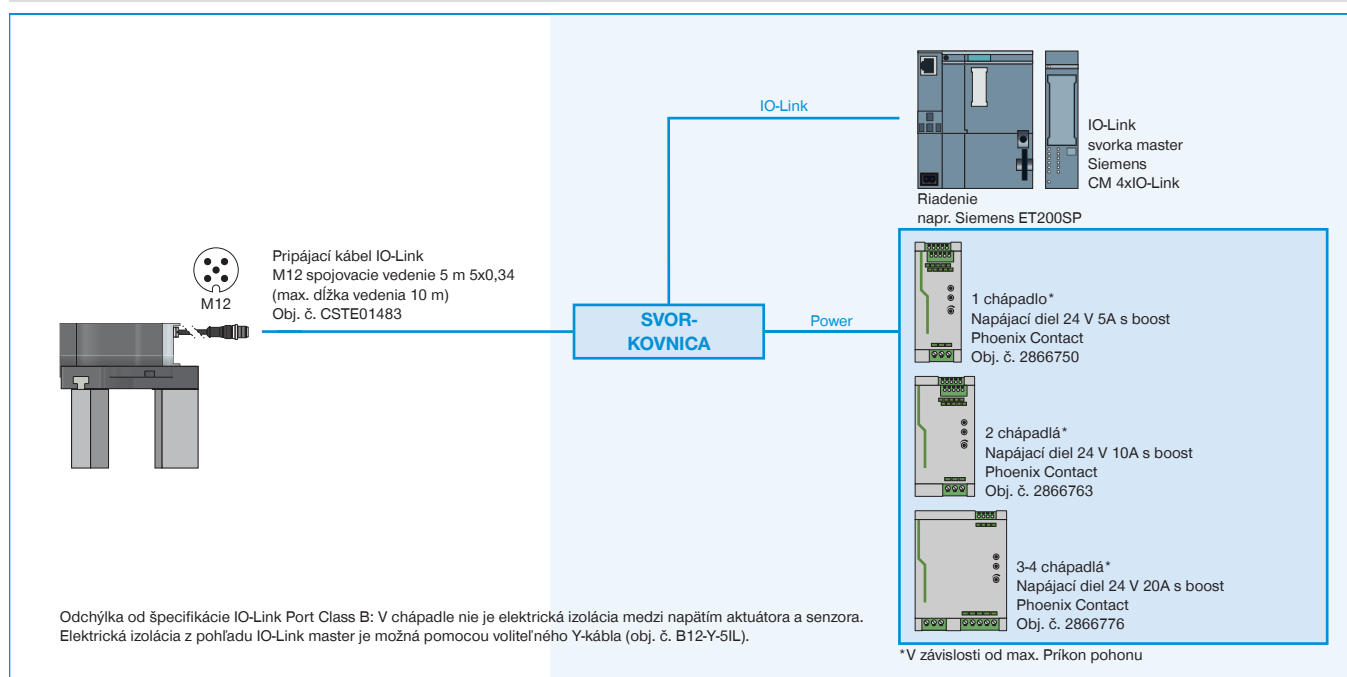 IO-Link
IO-Link
svorka master
Siemens
CM 4xIO-Link
Riadenie
napr. Siemens ET200SP
Pripájací kábel IO-Link
M12 spojovacie vedenie 5 m 5x0,34
(max. dĺžka vedenia 10 m)
Obj. č. CSTE01483
M12
SVOR-
KOVNICA
Power
1 chápadlo*
Napájací diel 24 V 5A s boost
Phoenix Contact
Obj. č. 2866750
2 chápadlá*
Napájací diel 24 V 10A s boost
Phoenix Contact
Obj. č. 2866763
3-4 chápadlá*
Napájací diel 24 V 20A s boost
Phoenix Contact
Obj. č. 2866776
Odchýlka od špecifikácie IO-Link Port Class B: V chápadle nie je elektrická izolácia medzi napätím aktuátora a senzora.
Elektrická izolácia z pohľadu IO-Link master je možná pomocou voliteľného Y-kábla (obj. č. B12-Y-5IL).
*V závislosti od max. Príkon pohonu